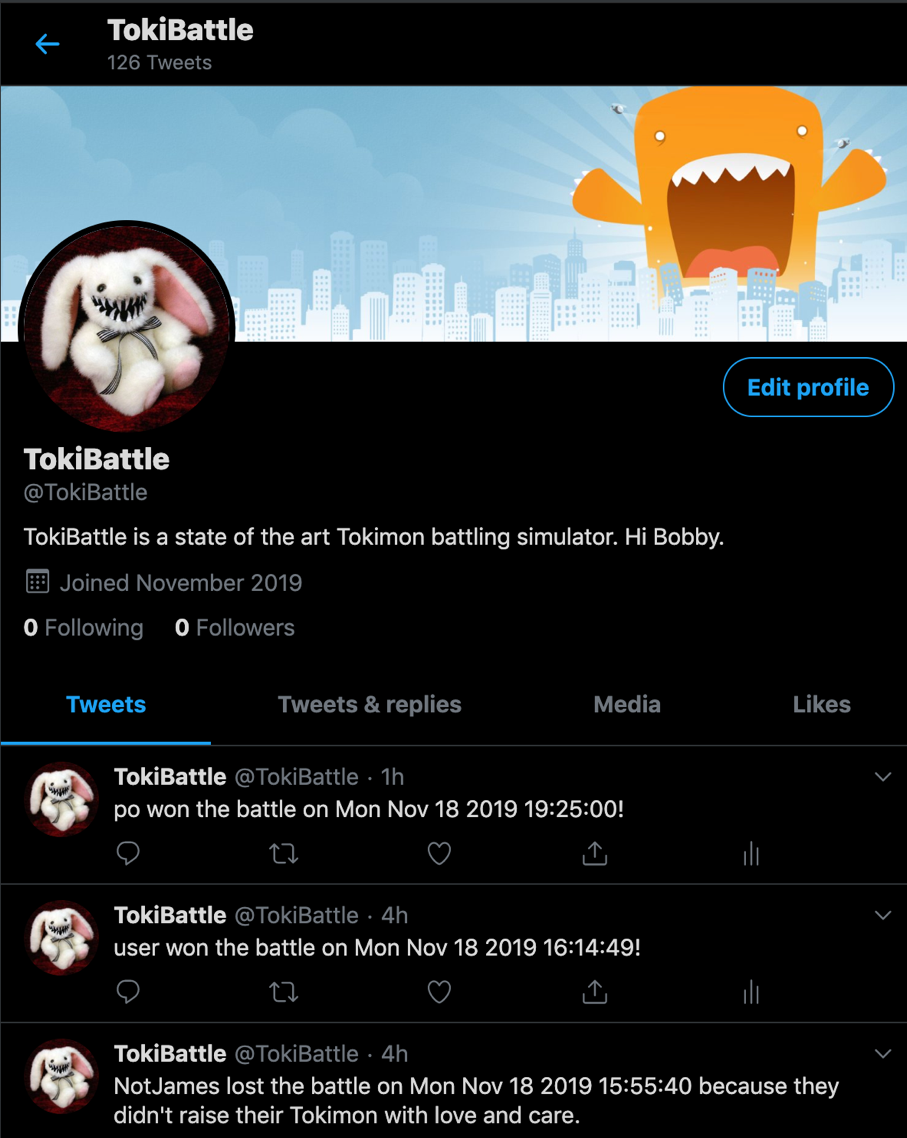 TokiBattle
126 Tweets
Edit profile
TokiBattle
@TokiBattle
TokiBattle is a state of the art Tokimon battling simulator. Hi Bobby.
Joined November 2019
0 Following 0 Followers
Tweets Tweets & replies Media Likes
TokiBattle @TokiBattle · 1h
po won the battle on Mon Nov 18 2019 19:25:00!
TokiBattle @TokiBattle · 4h
user won the battle on Mon Nov 18 2019 16:14:49!
TokiBattle @TokiBattle · 4h
NotJames lost the battle on Mon Nov 18 2019 15:55:40 because they
didn't raise their Tokimon with love and care.